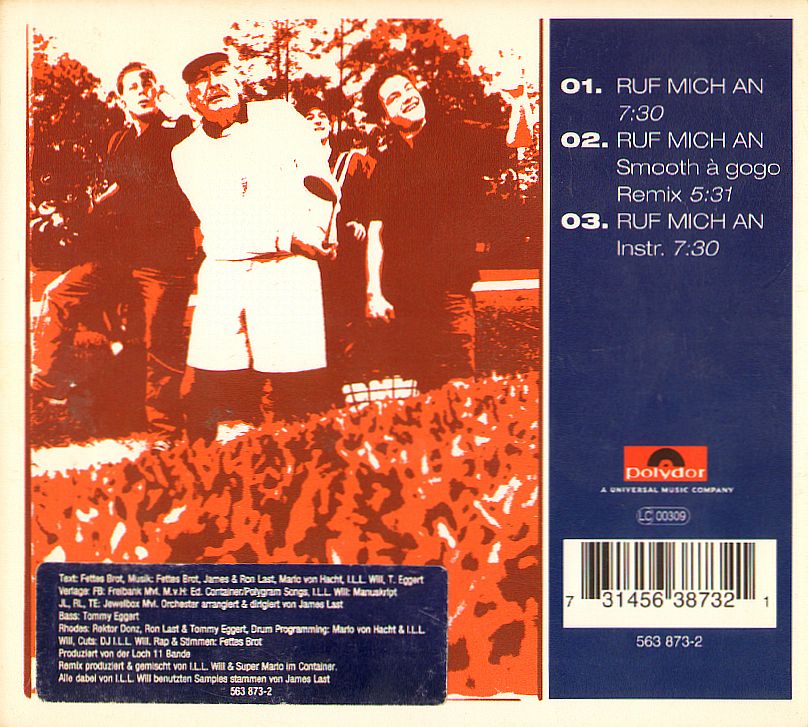 01. RUF MICH AN
7:30
02. RUF MICH AN
Smooth à gogo
Remix 5:31
03. RUF MICH AN
Instr. 7:30
polydor
A UNIVERSAL MUSIC COMPANY
LC 00309
7 31456 38732 1
563 873-2
Text: Fettes Brot, Musik: Fettes Brot, James & Ron Last, Mario von Hacht, I.L.L. Will, T. Eggert
Verlage: FB: Freibank Mvl. M.v.H: Ed. Container/Polygram Songs, I.L.L. Will: Manuskript
JL, RL, TE: Jewelbox Mvl. Orchester arrangiert & dirigiert von James Last
Bass: Tommy Eggert
Rhodes: Rektor Donz, Ron Last & Tommy Eggert, Drum Programming: Mario von Hacht & I.L.L.
Will, Cuts: DJ I.L.L. Will. Rap & Stimmen: Fettes Brot
Produziert von der Loch 11 Bande
Remix produziert & gemischt von I.L.L. Will & Super Mario im Container.
Alle dabei von I.L.L. Will benutzten Samples stammen von James Last
563 873-2